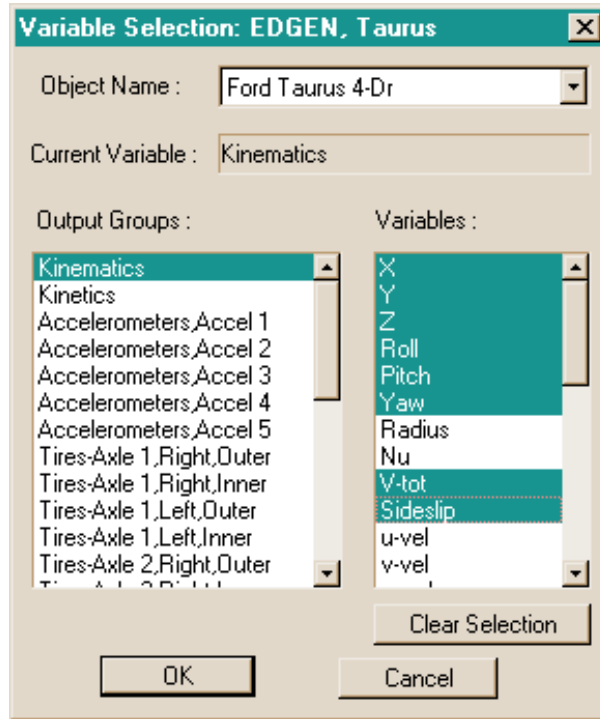 Variable Selection: EDGEN, Taurus
Object Name : Ford Taurus 4-Dr
Current Variable : Kinematics
Output Groups :
Kinematics
Kinetics
Accelerometers,Accel 1
Accelerometers,Accel 2
Accelerometers,Accel 3
Accelerometers,Accel 4
Accelerometers,Accel 5
Tires-Axle 1,Right,Outer
Tires-Axle 1,Right,Inner
Tires-Axle 1,Left,Outer
Tires-Axle 1,Left,Inner
Tires-Axle 2,Right,Outer
Variables :
X
Y
Z
Roll
Pitch
Yaw
Radius
Nu
V-tot
Sideslip
u-vel
v-vel
Clear Selection
OK
Cancel